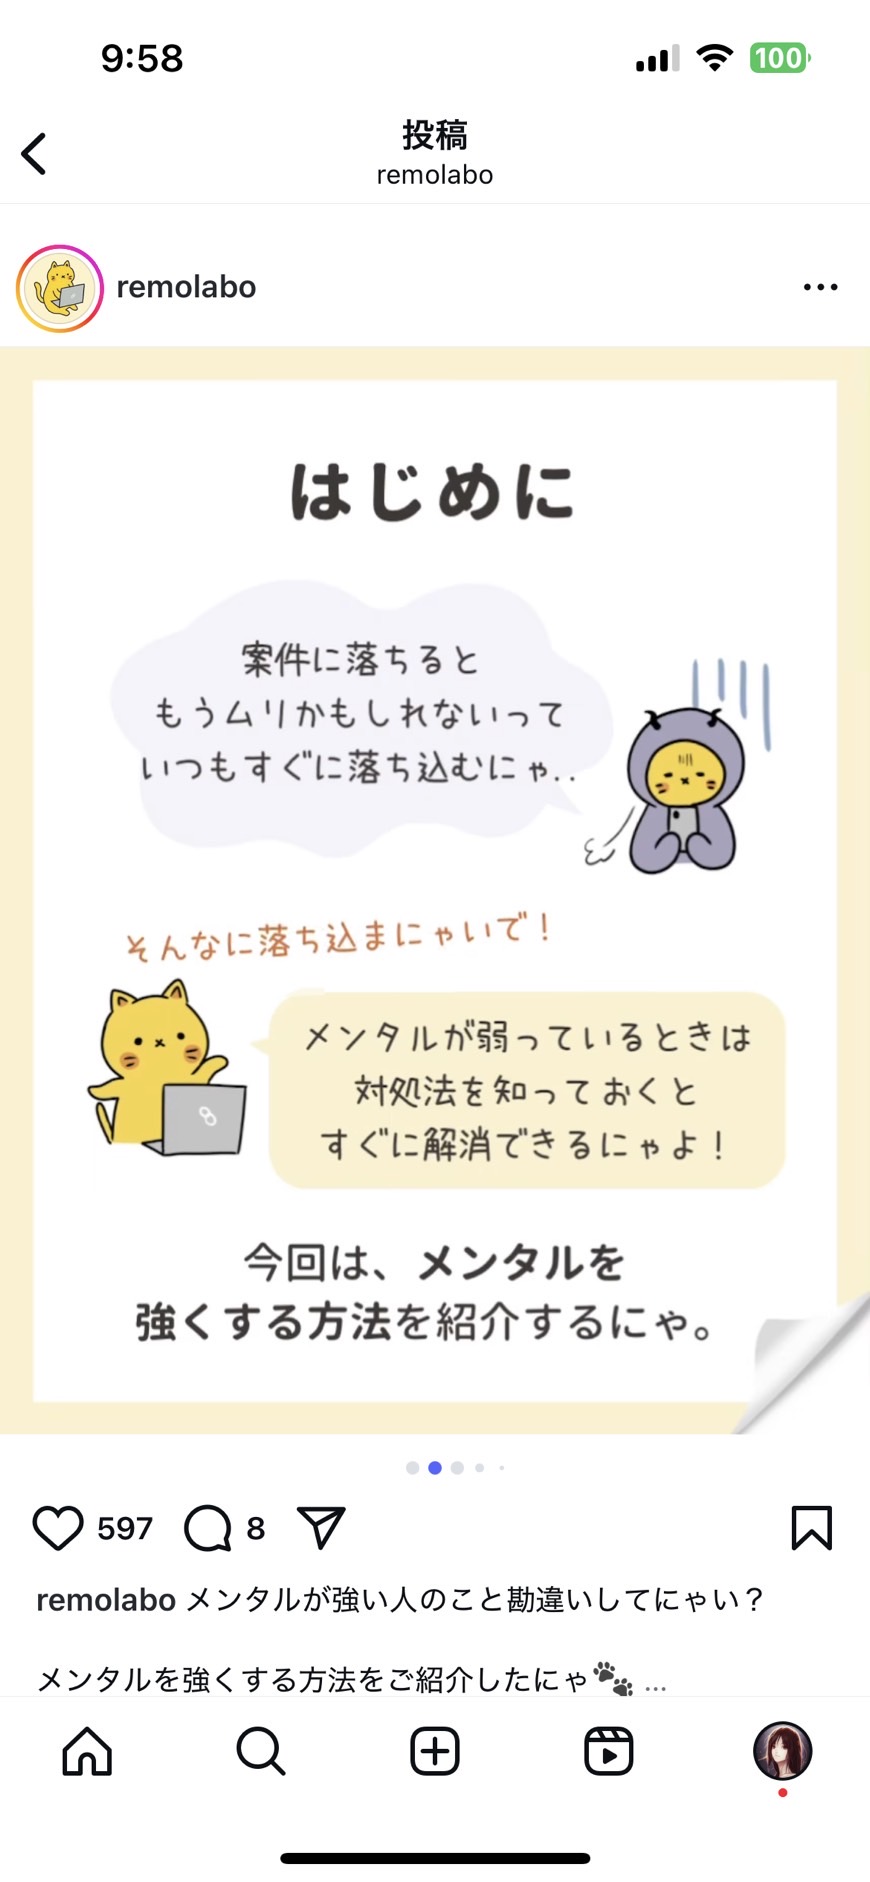 9:58
100
投稿
remolabo
remolabo
はじめに
案件に落ちると
もうムリかもしれないって
いつもすぐに落ち込むにゃ..
そんなに落ち込まにゃいで！
メンタルが弱っているときは
対処法を知っておくと
すぐに解消できるにゃよ！
今回は、メンタルを
強くする方法を紹介するにゃ。
597
8
remolabo メンタルが強い人のこと勘違いしてにゃい？
メンタルを強くする方法をご紹介したにゃ🐾 ...